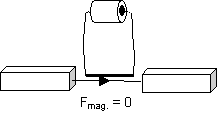 Fmag. = 0